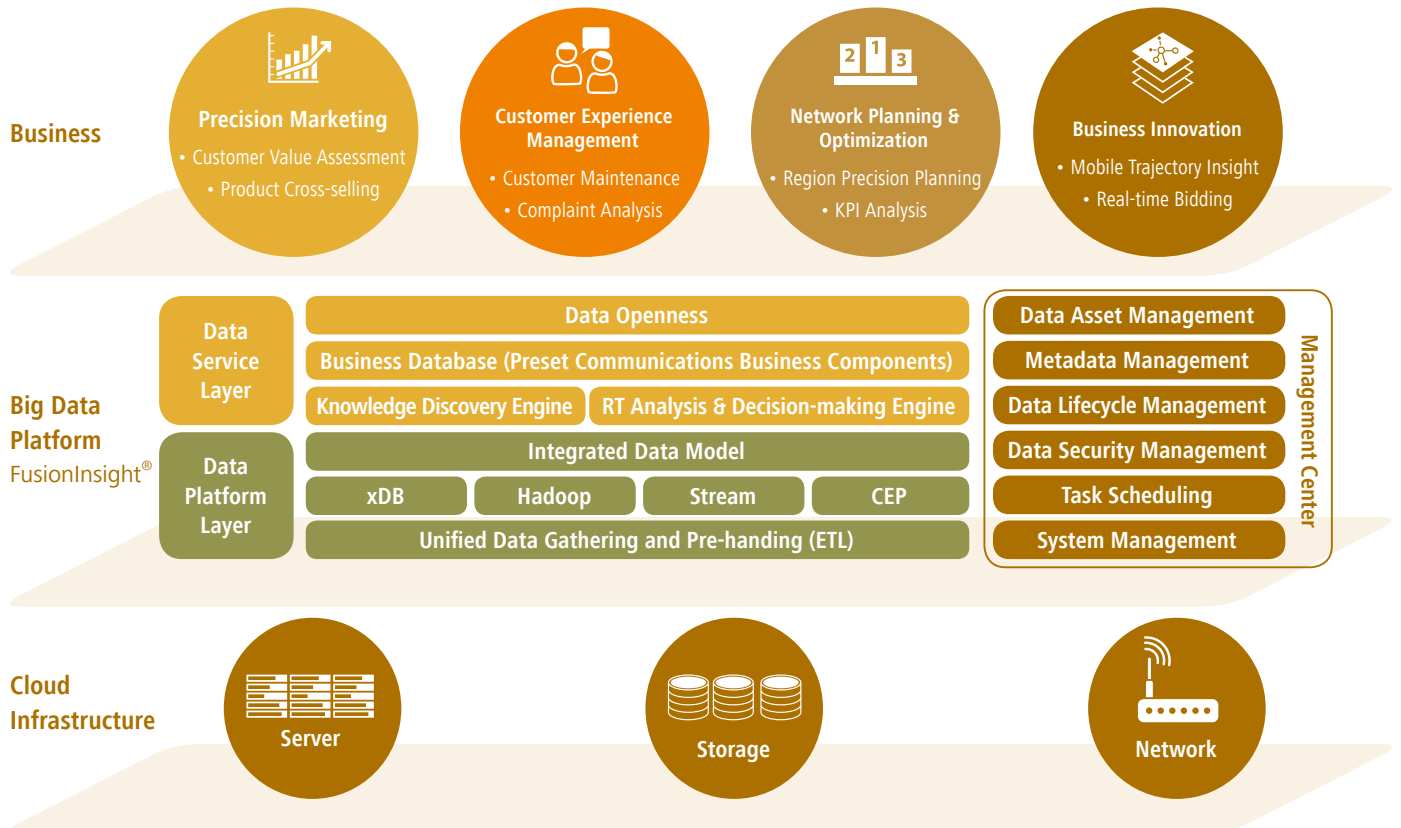 Business
2 1 3
Precision Marketing
• Customer Value Assessment
• Product Cross-selling
Customer Experience
Management
• Customer Maintenance
• Complaint Analysis
Network Planning &
Optimization
• Region Precision Planning
• KPI Analysis
Business Innovation
• Mobile Trajectory Insight
• Real-time Bidding
Big Data
Platform
FusionInsight®
Data
Service
Layer
Data Openness
Business Database (Preset Communications Business Components)
Knowledge Discovery Engine
RT Analysis & Decision-making Engine
Data
Platform
Layer
Integrated Data Model
xDB
Hadoop
Stream
CEP
Unified Data Gathering and Pre-handing (ETL)
Data Asset Management
Metadata Management
Data Lifecycle Management
Data Security Management
Task Scheduling
System Management
Management Center
Cloud
Infrastructure
Server
Storage
Network